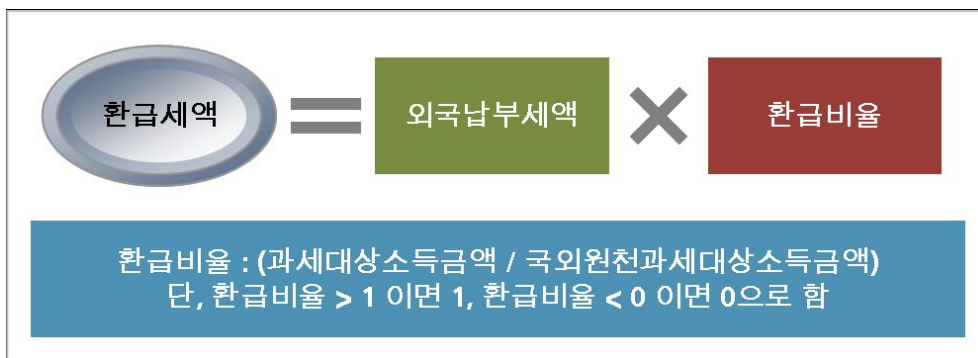 환급세액 = 외국납부세액 × 환급비율
환급비율 : (과세대상소득금액 / 국외원천과세대상소득금액)
단, 환급비율 > 1 이면 1, 환급비율 < 0 이면 0으로 함